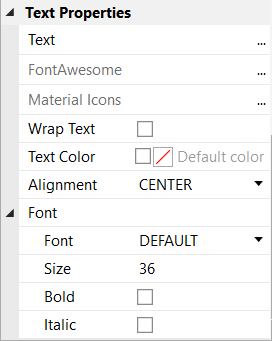 Text Properties
Text ...
FontAwesome ...
Material Icons ...
Wrap Text
Text Color Default color
Alignment CENTER
Font
Font DEFAULT
Size 36
Bold
Italic